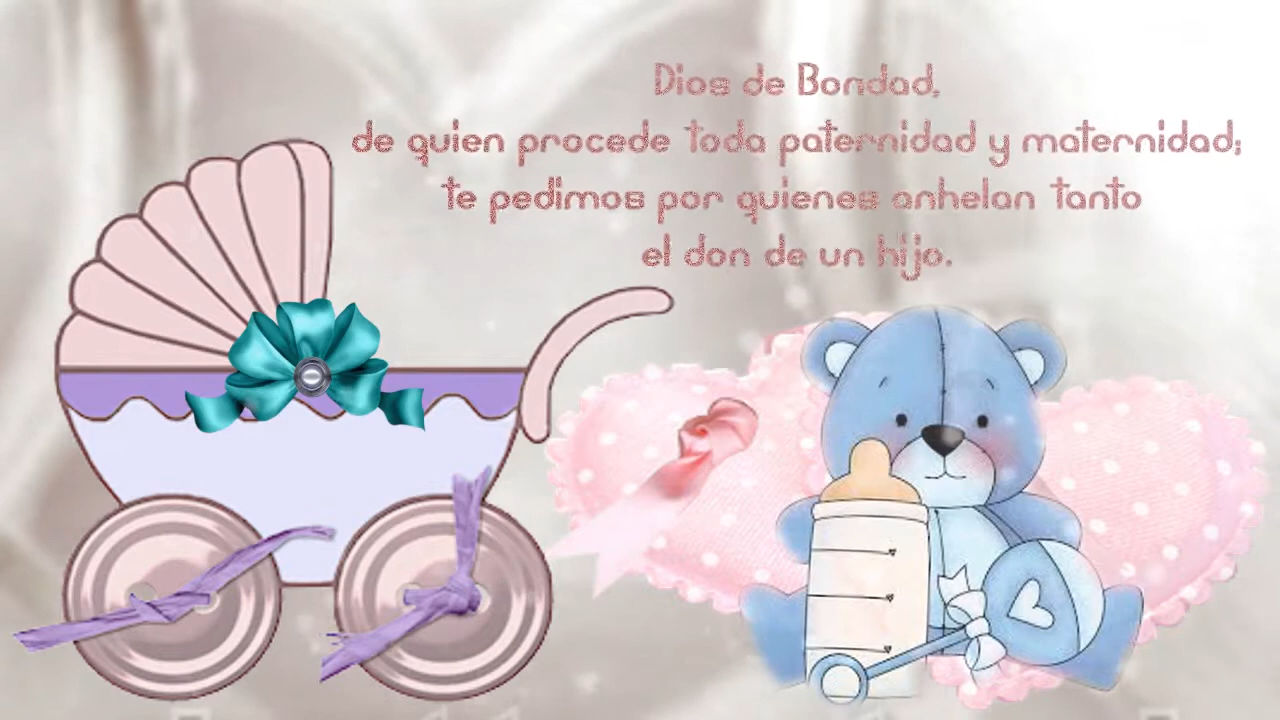 Dios de Bondad,
de quien procede toda paternidad y maternidad;
te pedimos por quienes anhelan tanto
el don de un hijo.